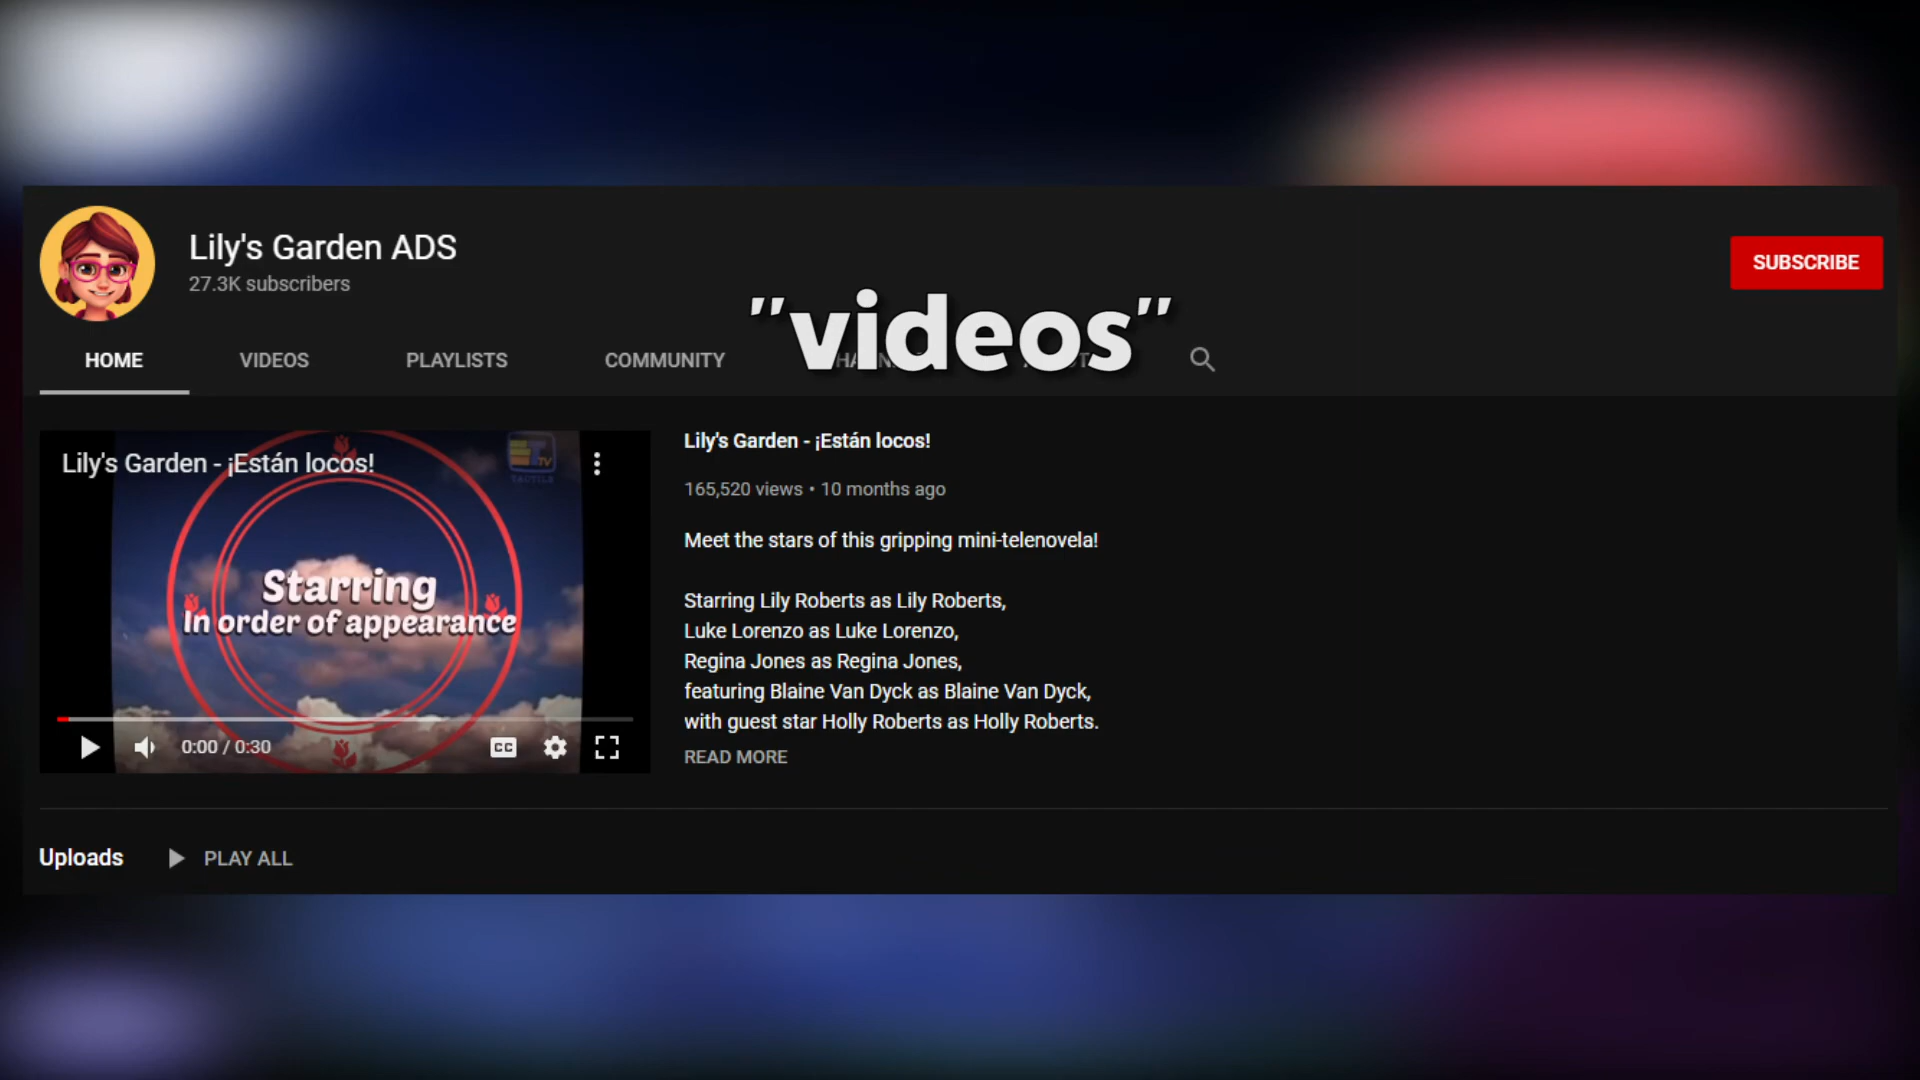 Lily's Garden ADS
27.3K subscribers
SUBSCRIBE
"videos"
HOME VIDEOS PLAYLISTS COMMUNITY
Lily's Garden - ¡Están locos!
TV
TACTILE
Starring
In order of appearance
0:00 / 0:30
CC
Lily's Garden - ¡Están locos!
165,520 views • 10 months ago
Meet the stars of this gripping mini-telenovela!
Starring Lily Roberts as Lily Roberts,
Luke Lorenzo as Luke Lorenzo,
Regina Jones as Regina Jones,
featuring Blaine Van Dyck as Blaine Van Dyck,
with guest star Holly Roberts as Holly Roberts.
READ MORE
Uploads PLAY ALL